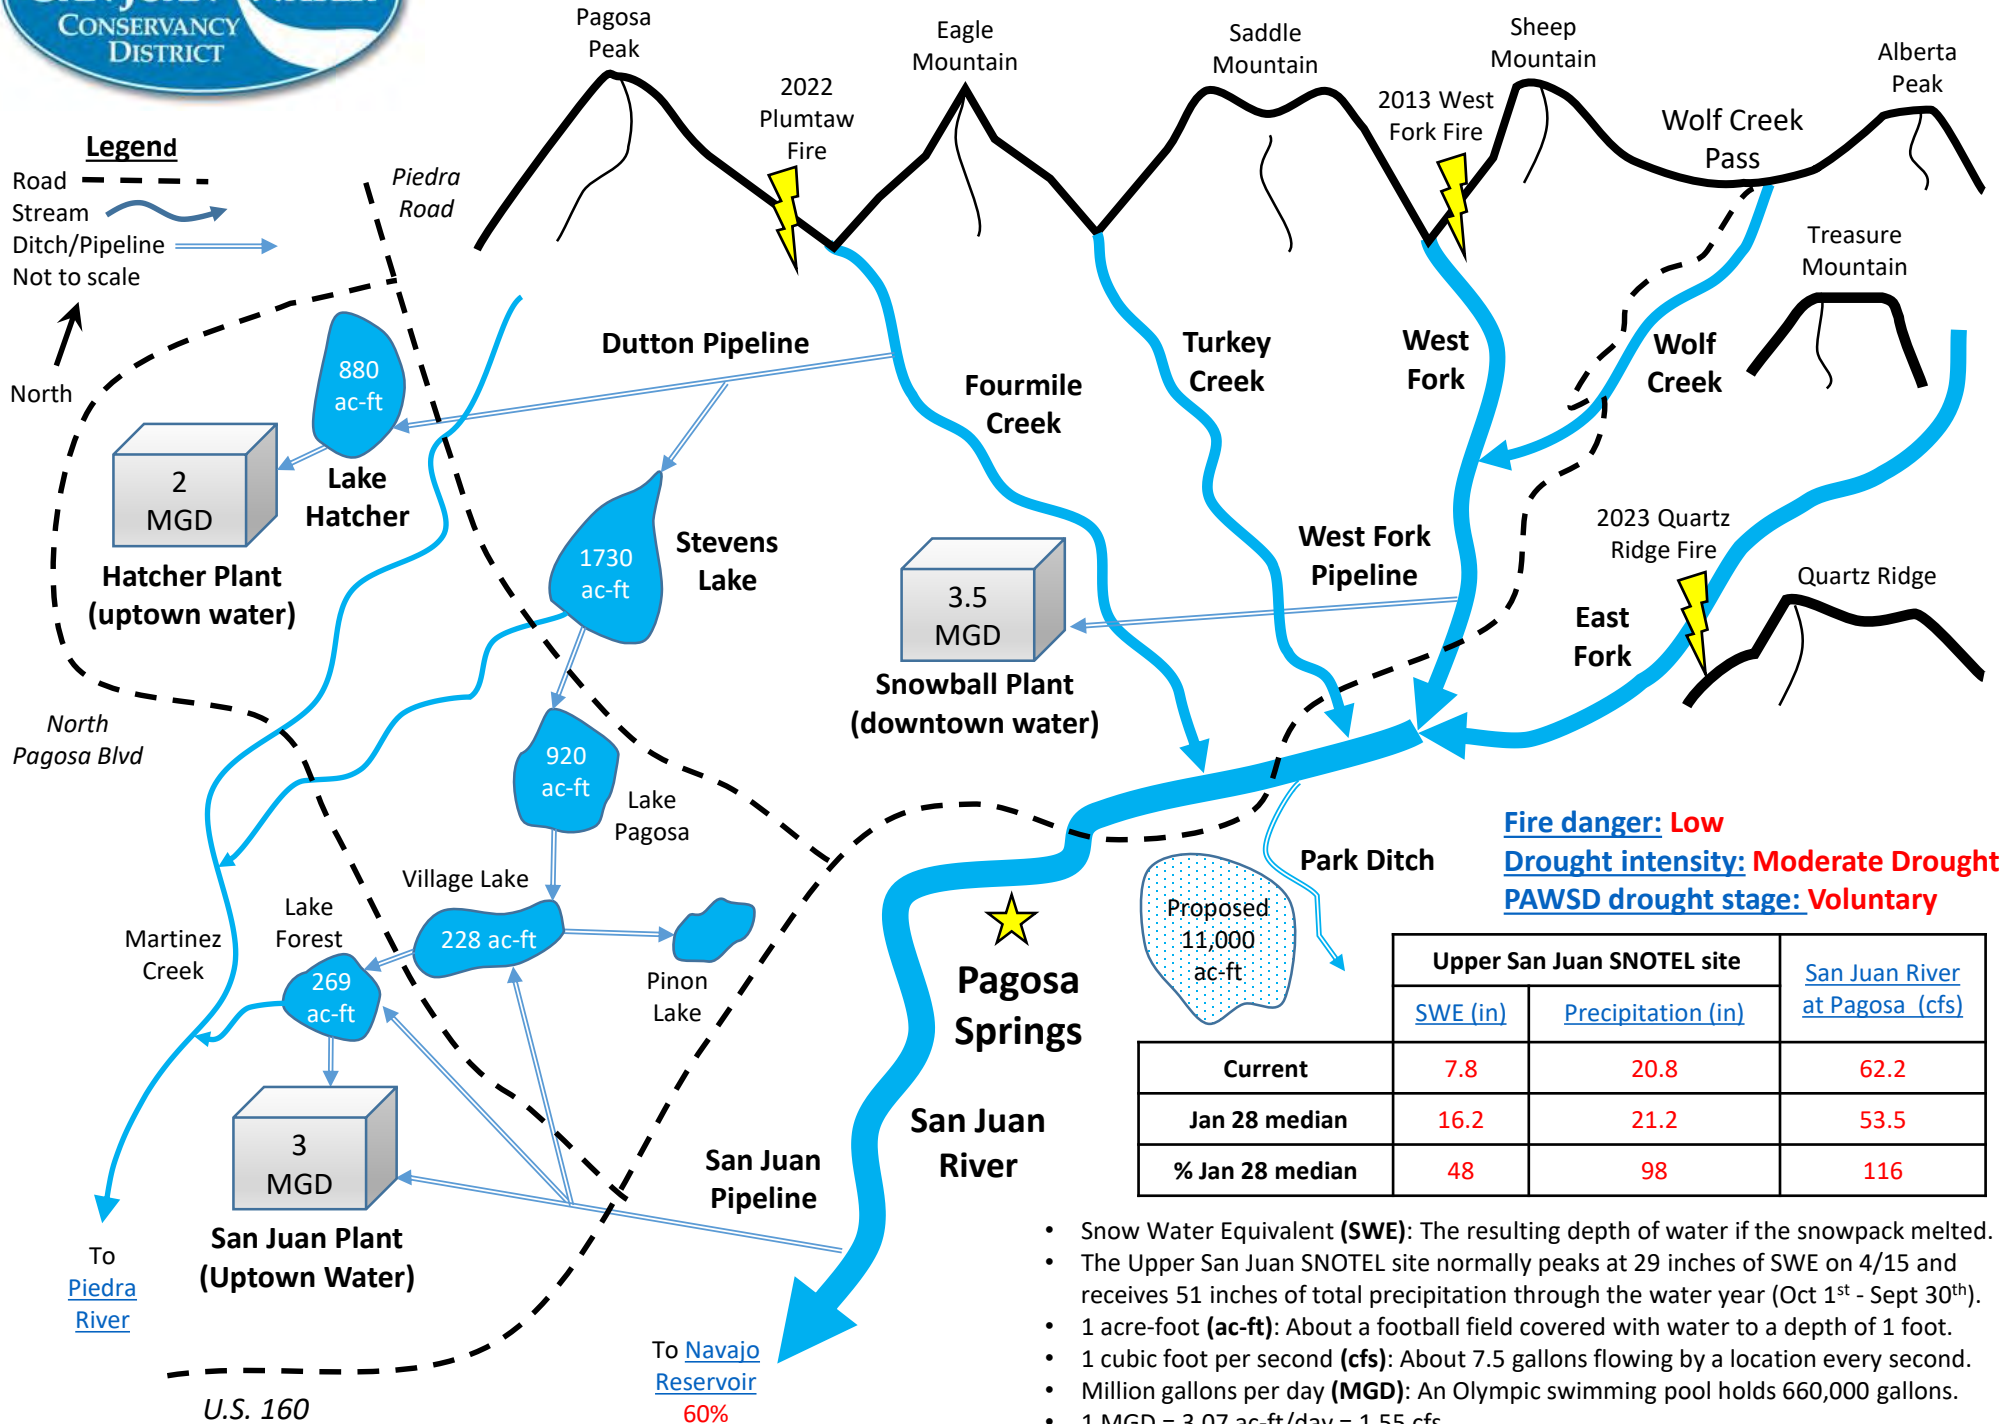 CONSERVANCY
DISTRICT
Pagosa
Peak
Eagle
Mountain
Saddle
Mountain
Sheep
Mountain
Alberta
Peak
2022
Plumtaw
Fire
2013 West
Fork Fire
Wolf Creek
Pass
Legend
Road
Stream
Ditch/Pipeline
Not to scale
North
Piedra
Road
Treasure
Mountain
880
ac-ft
Dutton Pipeline
Fourmile
Creek
Turkey
Creek
West
Fork
Wolf
Creek
2
MGD
Lake
Hatcher
Hatcher Plant
(uptown water)
1730
ac-ft
Stevens
Lake
3.5
MGD
West Fork
Pipeline
2023 Quartz
Ridge Fire
Quartz Ridge
East
Fork
Snowball Plant
(downtown water)
North
Pagosa Blvd
920
ac-ft
Lake
Pagosa
Village Lake
228 ac-ft
Lake
Forest
269
ac-ft
Pinon
Lake
Martinez
Creek
Park Ditch
Proposed
11,000
ac-ft
Pagosa
Springs
Fire danger: Low
Drought intensity: Moderate Drought
PAWSD drought stage: Voluntary
Upper San Juan SNOTEL site
San Juan River
at Pagosa (cfs)
SWE (in) Precipitation (in)
Current 7.8 20.8 62.2
Jan 28 median 16.2 21.2 53.5
% Jan 28 median 48 98 116
3
MGD
San Juan Plant
(Uptown Water)
San Juan
Pipeline
San Juan
River
To
Piedra
River
To Navajo
Reservoir
60%
U.S. 160
• Snow Water Equivalent (SWE): The resulting depth of water if the snowpack melted.
• The Upper San Juan SNOTEL site normally peaks at 29 inches of SWE on 4/15 and
receives 51 inches of total precipitation through the water year (Oct 1st - Sept 30th).
• 1 acre-foot (ac-ft): About a football field covered with water to a depth of 1 foot.
• 1 cubic foot per second (cfs): About 7.5 gallons flowing by a location every second.
• Million gallons per day (MGD): An Olympic swimming pool holds 660,000 gallons.
• 1 MGD = 3.07 ac-ft/day = 1.55 cfs